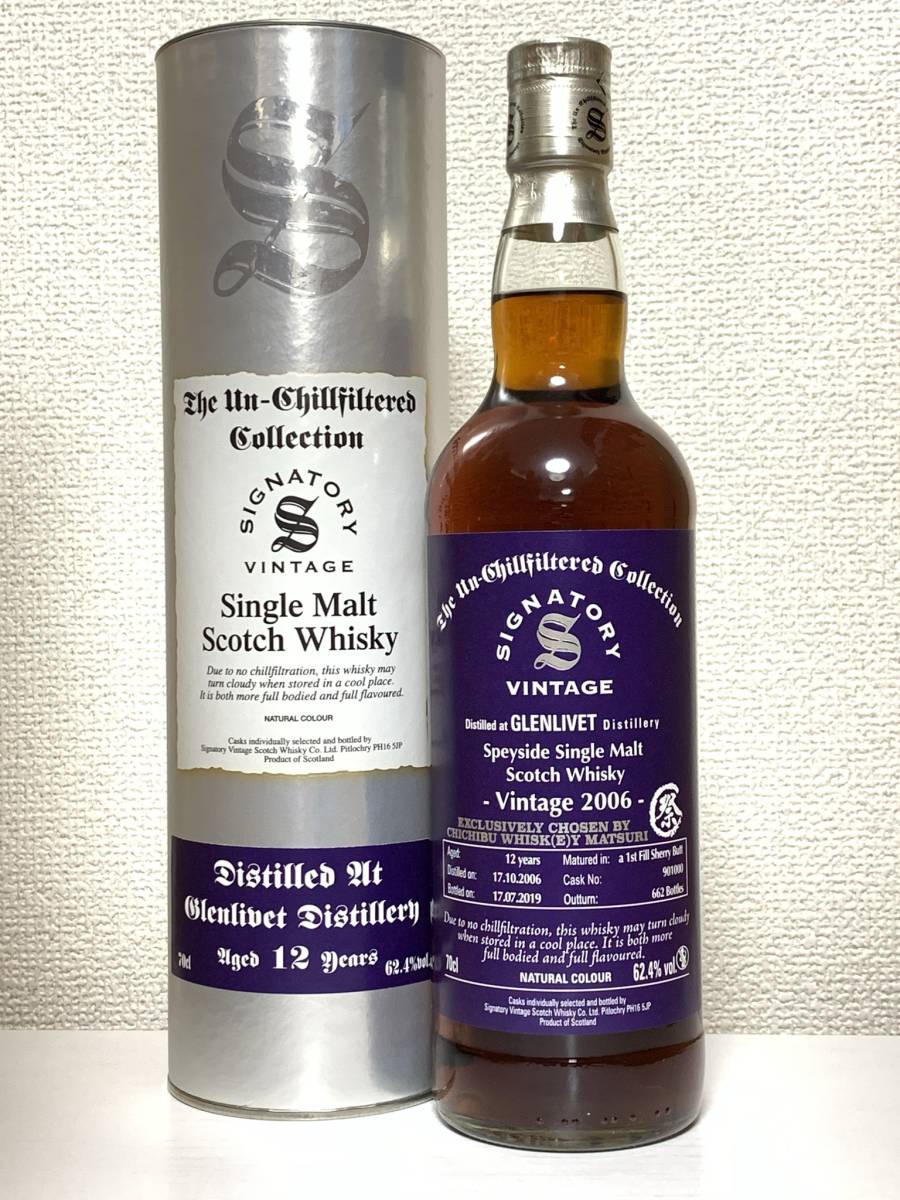 The Un-Chillfiltered
Collection
SIGNATORY
VINTAGE
Single Malt
Scotch Whisky
Due to no chillfiltration, this whisky may
turn cloudy when stored in a cool place.
It is both more full bodied and full flavoured.
NATURAL COLOUR
Casks individually selected and bottled by
Signatory Vintage Scotch Whisky Co. Ltd. Pitlochry PH16 5JP
Product of Scotland
Distilled At
Glenlivet Distillery
Aged 12 Years
70cl
62.4%vol.
The Un-Chillfiltered Collection
SIGNATORY
VINTAGE
Distilled at GLENLIVET Distillery
Speyside Single Malt
Scotch Whisky
- Vintage 2006 -
祭
EXCLUSIVELY CHOSEN BY
CHICHIBU WHISK(E)Y MATSURI
Aged: 12 years Matured in: a 1st Fill Sherry Butt
Distilled on: 17.10.2006 Cask No: 901000
Bottled on: 17.07.2019 Outturn: 662 Bottles
Due to no chillfiltration, this whisky may turn cloudy
when stored in a cool place. It is both more
full bodied and full flavoured.
70cl NATURAL COLOUR 62.4% vol.
Casks individually selected and bottled by
Signatory Vintage Scotch Whisky Co. Ltd. Pitlochry PH16 5JP
Product of Scotland